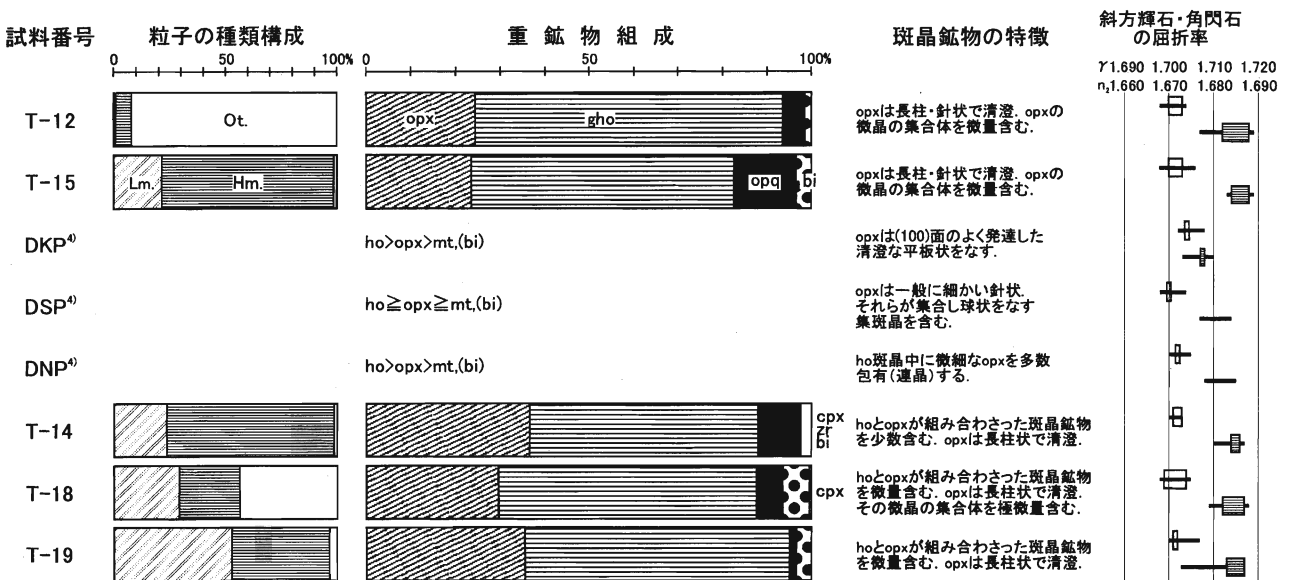 試料番号 粒子の種類構成 重鉱物組成 斑晶鉱物の特徴 斜方輝石・角閃石
の屈折率
0 50 100% 0 50 100%
γ 1.690 1.700 1.710 1.720
n₂ 1.660 1.670 1.680 1.690
T-12 Ot. opx gho
opxは長柱・針状で清澄. opxの
微晶の集合体を微量含む.
T-15 Lm. Hm. opq bi
opxは長柱・針状で清澄. opxの
微晶の集合体を微量含む.
DKP⁴⁾ ho>opx>mt,(bi)
opxは(100)面のよく発達した
清澄な平板状をなす.
DSP⁴⁾ ho≧opx≧mt,(bi)
opxは一般に細かい針状.
それらが集合し球状をなす
集斑晶を含む.
DNP⁴⁾ ho>opx>mt,(bi)
ho斑晶中に微細なopxを多数
包有(連晶)する.
T-14
cpx
zr
bi
hoとopxが組み合わさった斑晶鉱物
を少数含む. opxは長柱状で清澄.
T-18 cpx
hoとopxが組み合わさった斑晶鉱物
を微量含む. opxは長柱状で清澄.
その微晶の集合体を極微量含む.
T-19
hoとopxが組み合わさった斑晶鉱物
を微量含む. opxは長柱状で清澄.